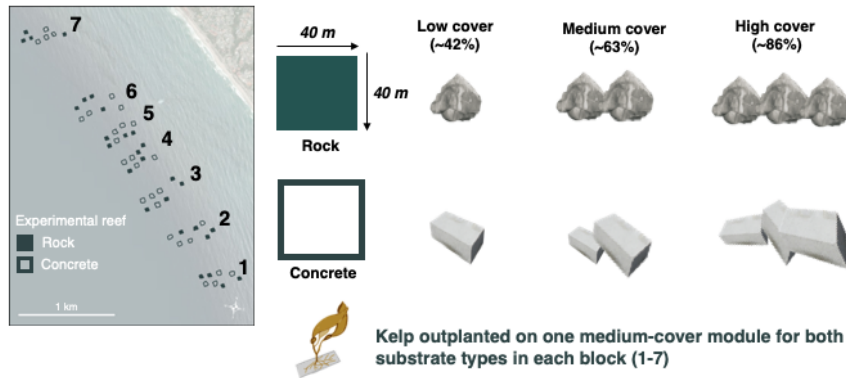 7
6
5
4
3
2
1
Experimental reef
Rock
Concrete
1 km
40 m
40 m
Rock
Concrete
Low cover
(~42%)
Medium cover
(~63%)
High cover
(~86%)
Kelp outplanted on one medium-cover module for both
substrate types in each block (1-7)